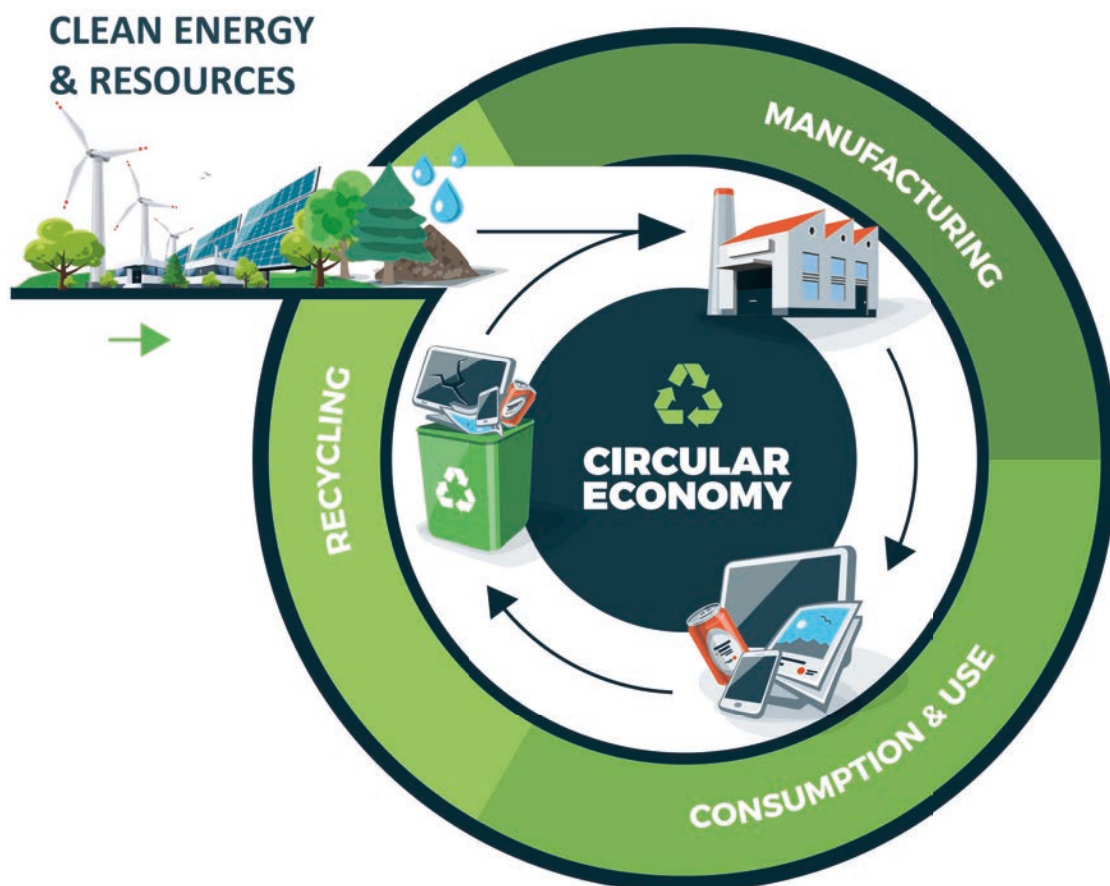 CLEAN ENERGY
& RESOURCES
MANUFACTURING
RECYCLING
CIRCULAR
ECONOMY
CONSUMPTION & USE